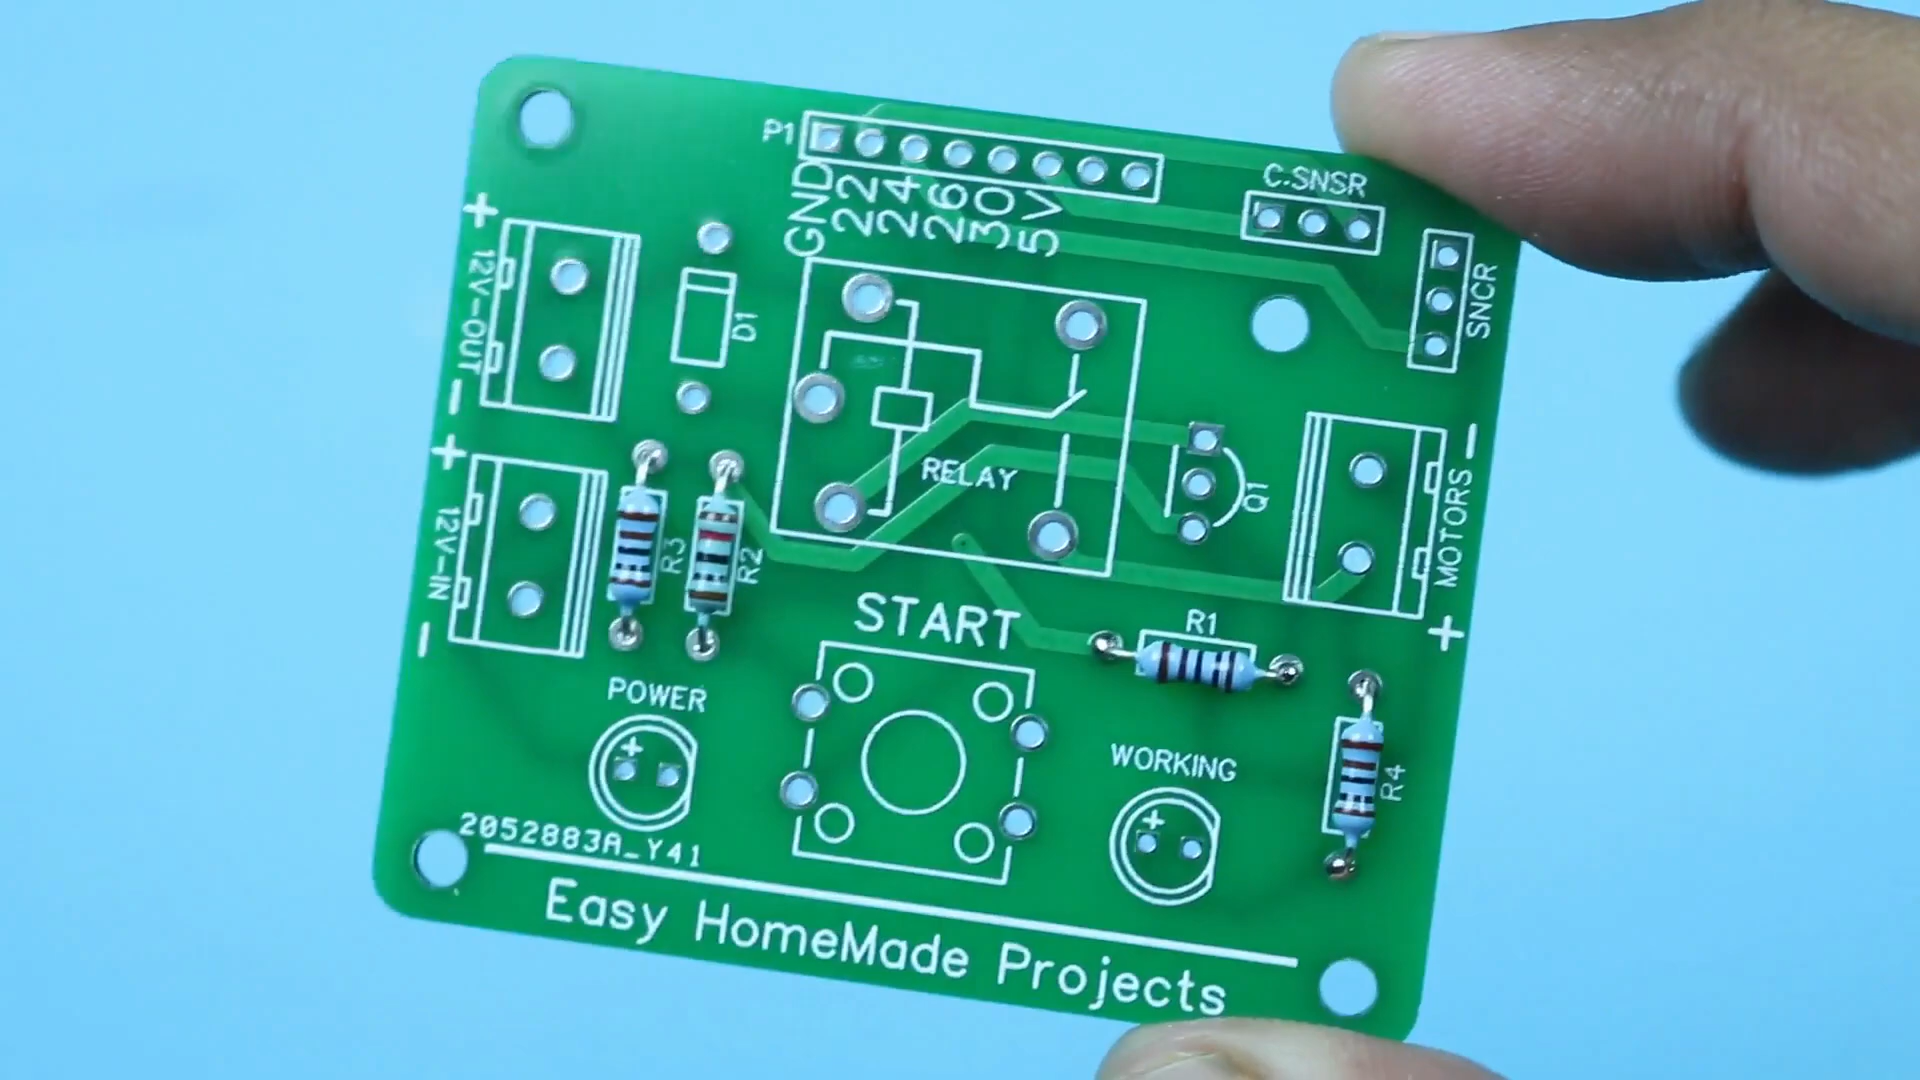 P1
GND
22
24
26
30
5V
C.SNSR
SNCR
+
12V-OUT
-
D1
RELAY
Q1
-
MOTORS
+
+
12V-IN
-
R3
R2
START
R1
R4
POWER
+
WORKING
+
2052883A_Y41
Easy HomeMade Projects